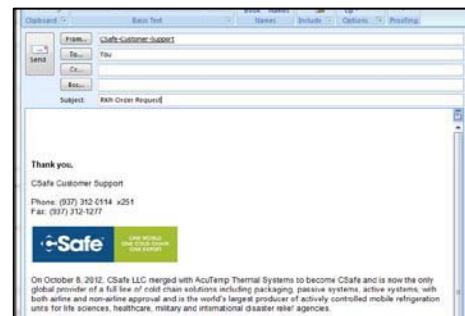 Book Names
Clipboard Basic Text Names Include Options Proofing
From... CSafe-Customer-Support
Send To... You
Cc...
Bcc...
Subject: RKN Order Request
Thank you,
CSafe Customer Support
Phone: (937) 312-0114 x251
Fax: (937) 312-1277
CSafe ONE WORLD.
ONE COLD CHAIN.
ONE EXPERT.
On October 8, 2012, CSafe LLC merged with AcuTemp Thermal Systems to become CSafe and is now the only
global provider of a full line of cold chain solutions including packaging, passive systems, active systems, with
both airline and non-airline approval and is the world's largest producer of actively controlled mobile refrigeration
units for life sciences, healthcare, military and international disaster relief agencies.